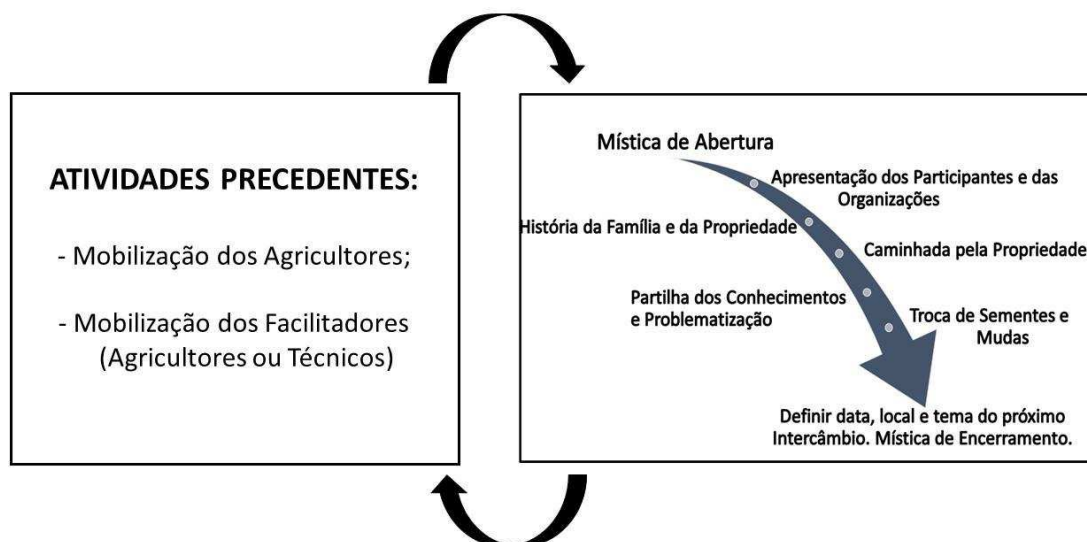 ATIVIDADES PRECEDENTES:
- Mobilização dos Agricultores;
- Mobilização dos Facilitadores
(Agricultores ou Técnicos)
Mística de Abertura
Apresentação dos Participantes e das
Organizações
História da Família e da Propriedade
Caminhada pela Propriedade
Partilha dos Conhecimentos
e Problematização
Troca de Sementes e
Mudas
Definir data, local e tema do próximo
Intercâmbio. Mística de Encerramento.